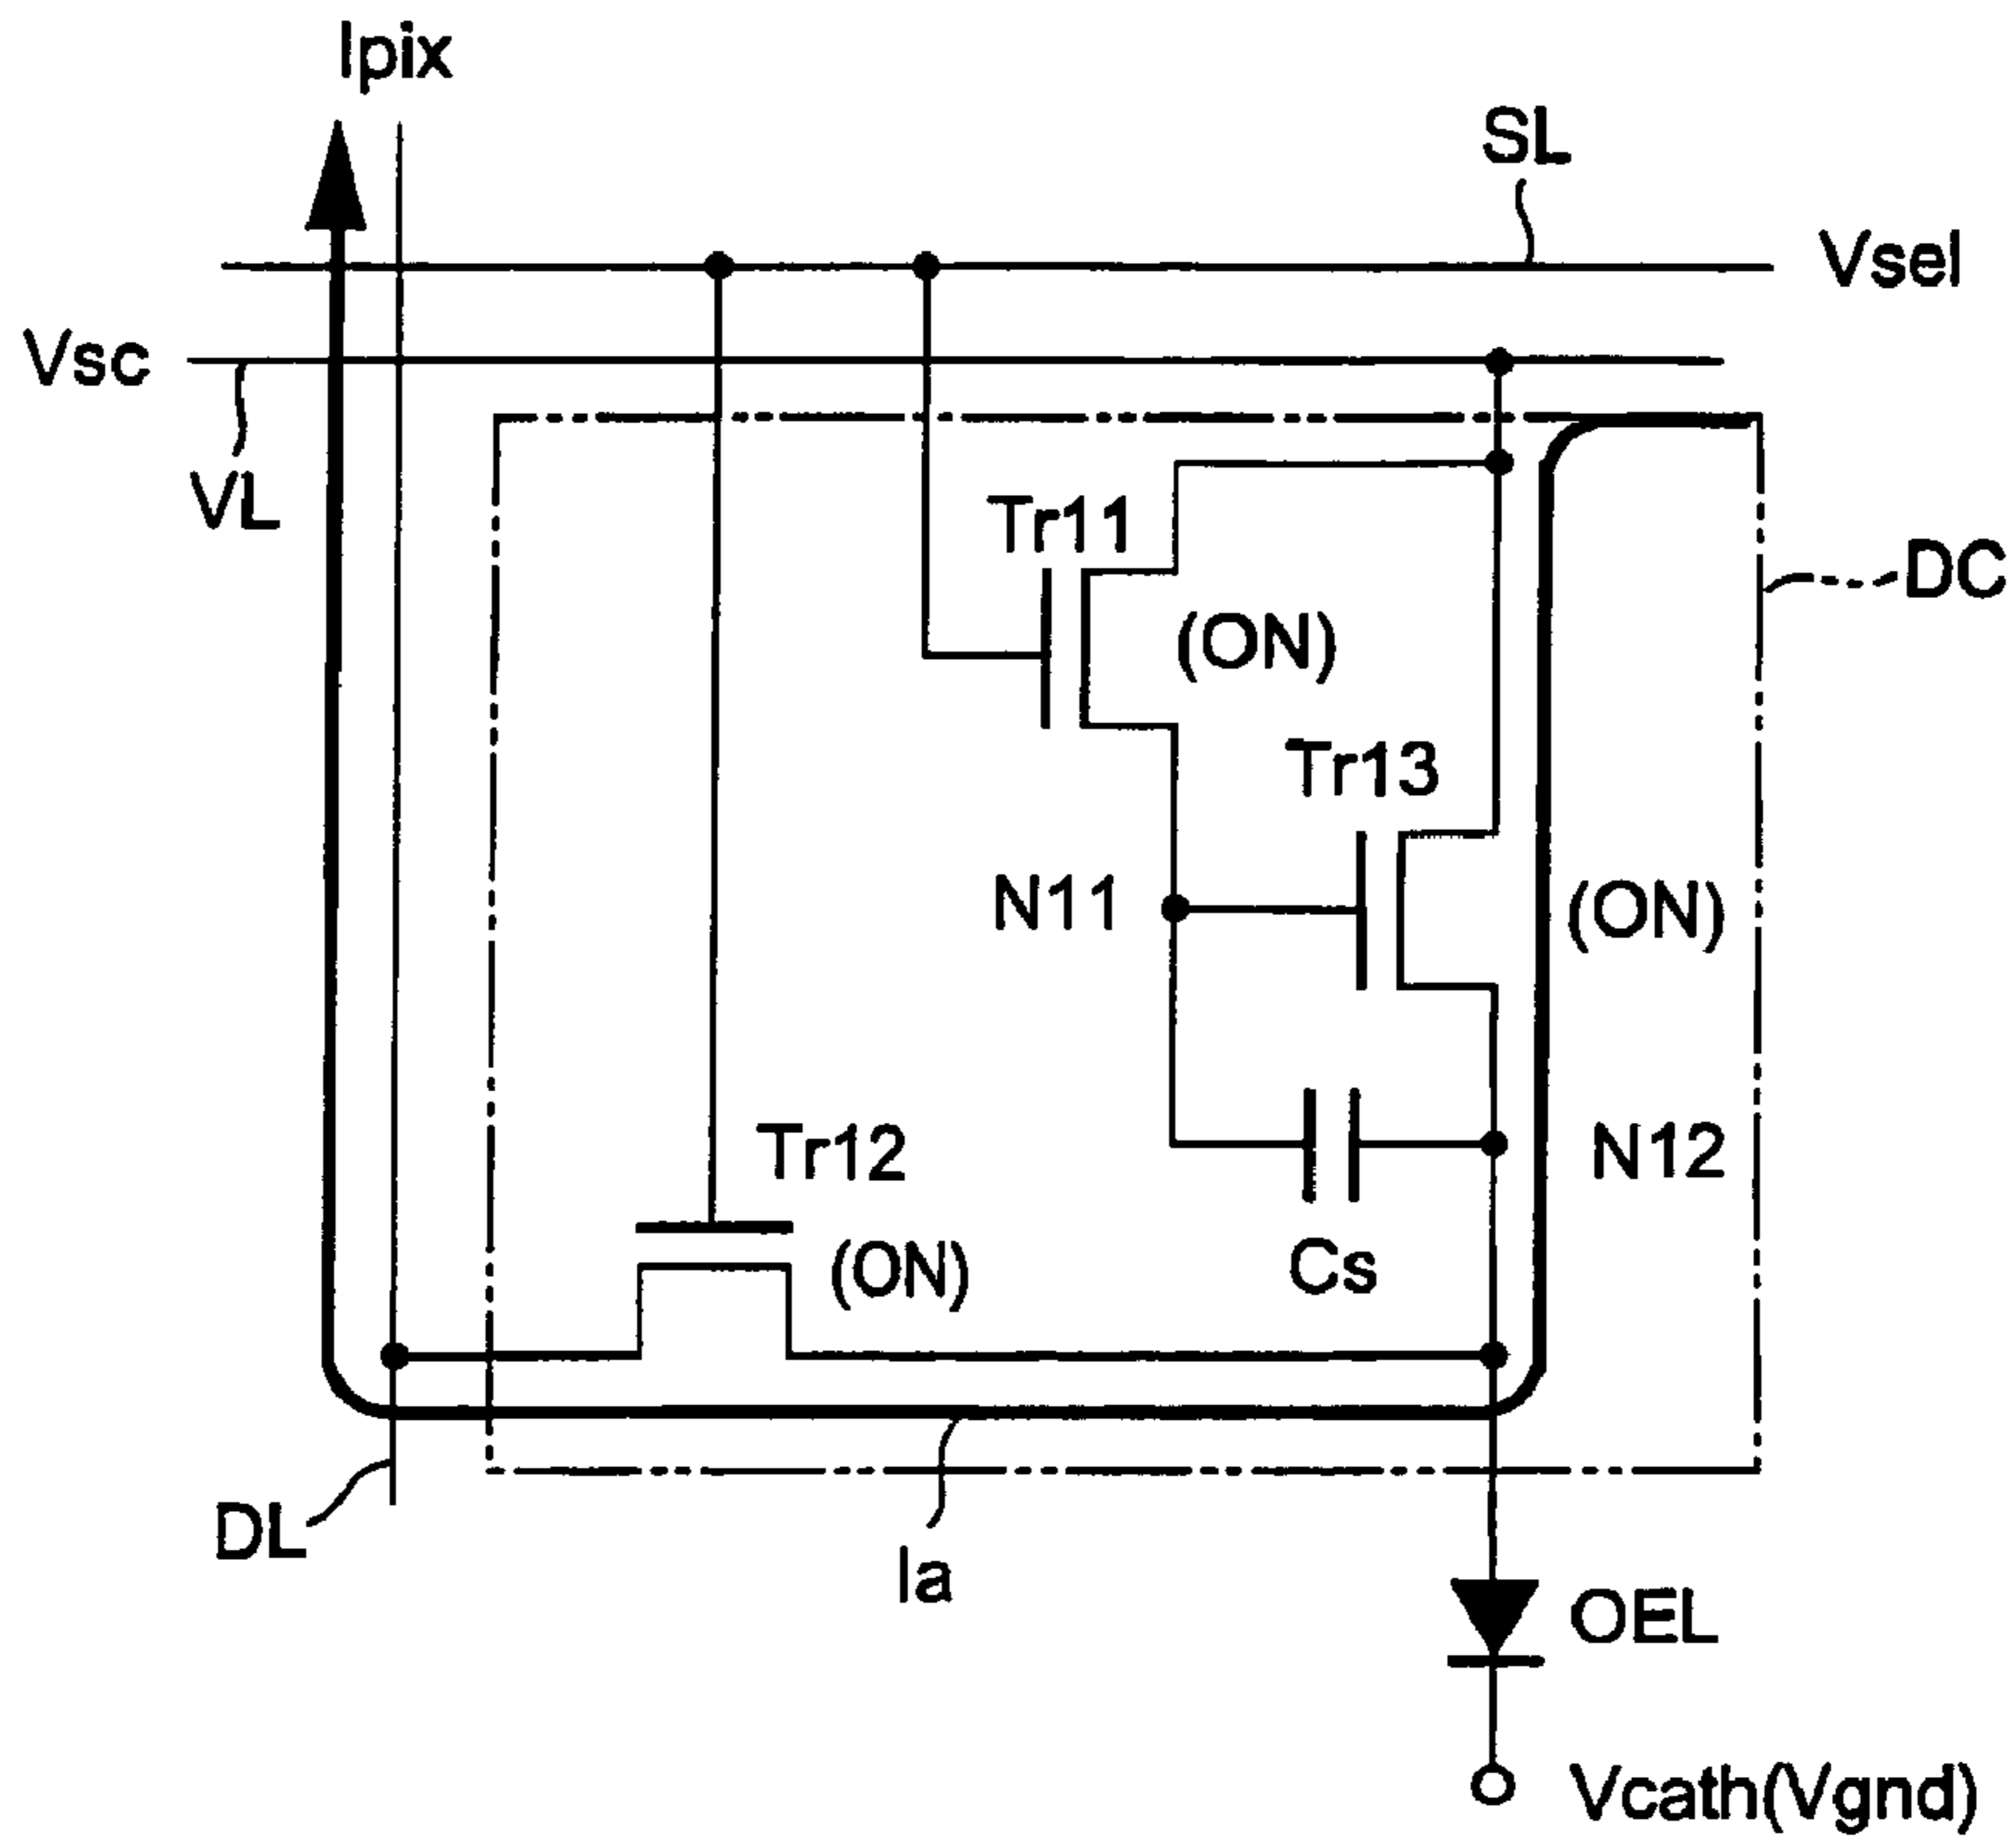 Ipix
SL
Vsel
Vsc
VL
Tr11
DC
(ON)
Tr13
N11
(ON)
Tr12
N12
(ON)
Cs
DL
Ia
OEL
Vcath(Vgnd)